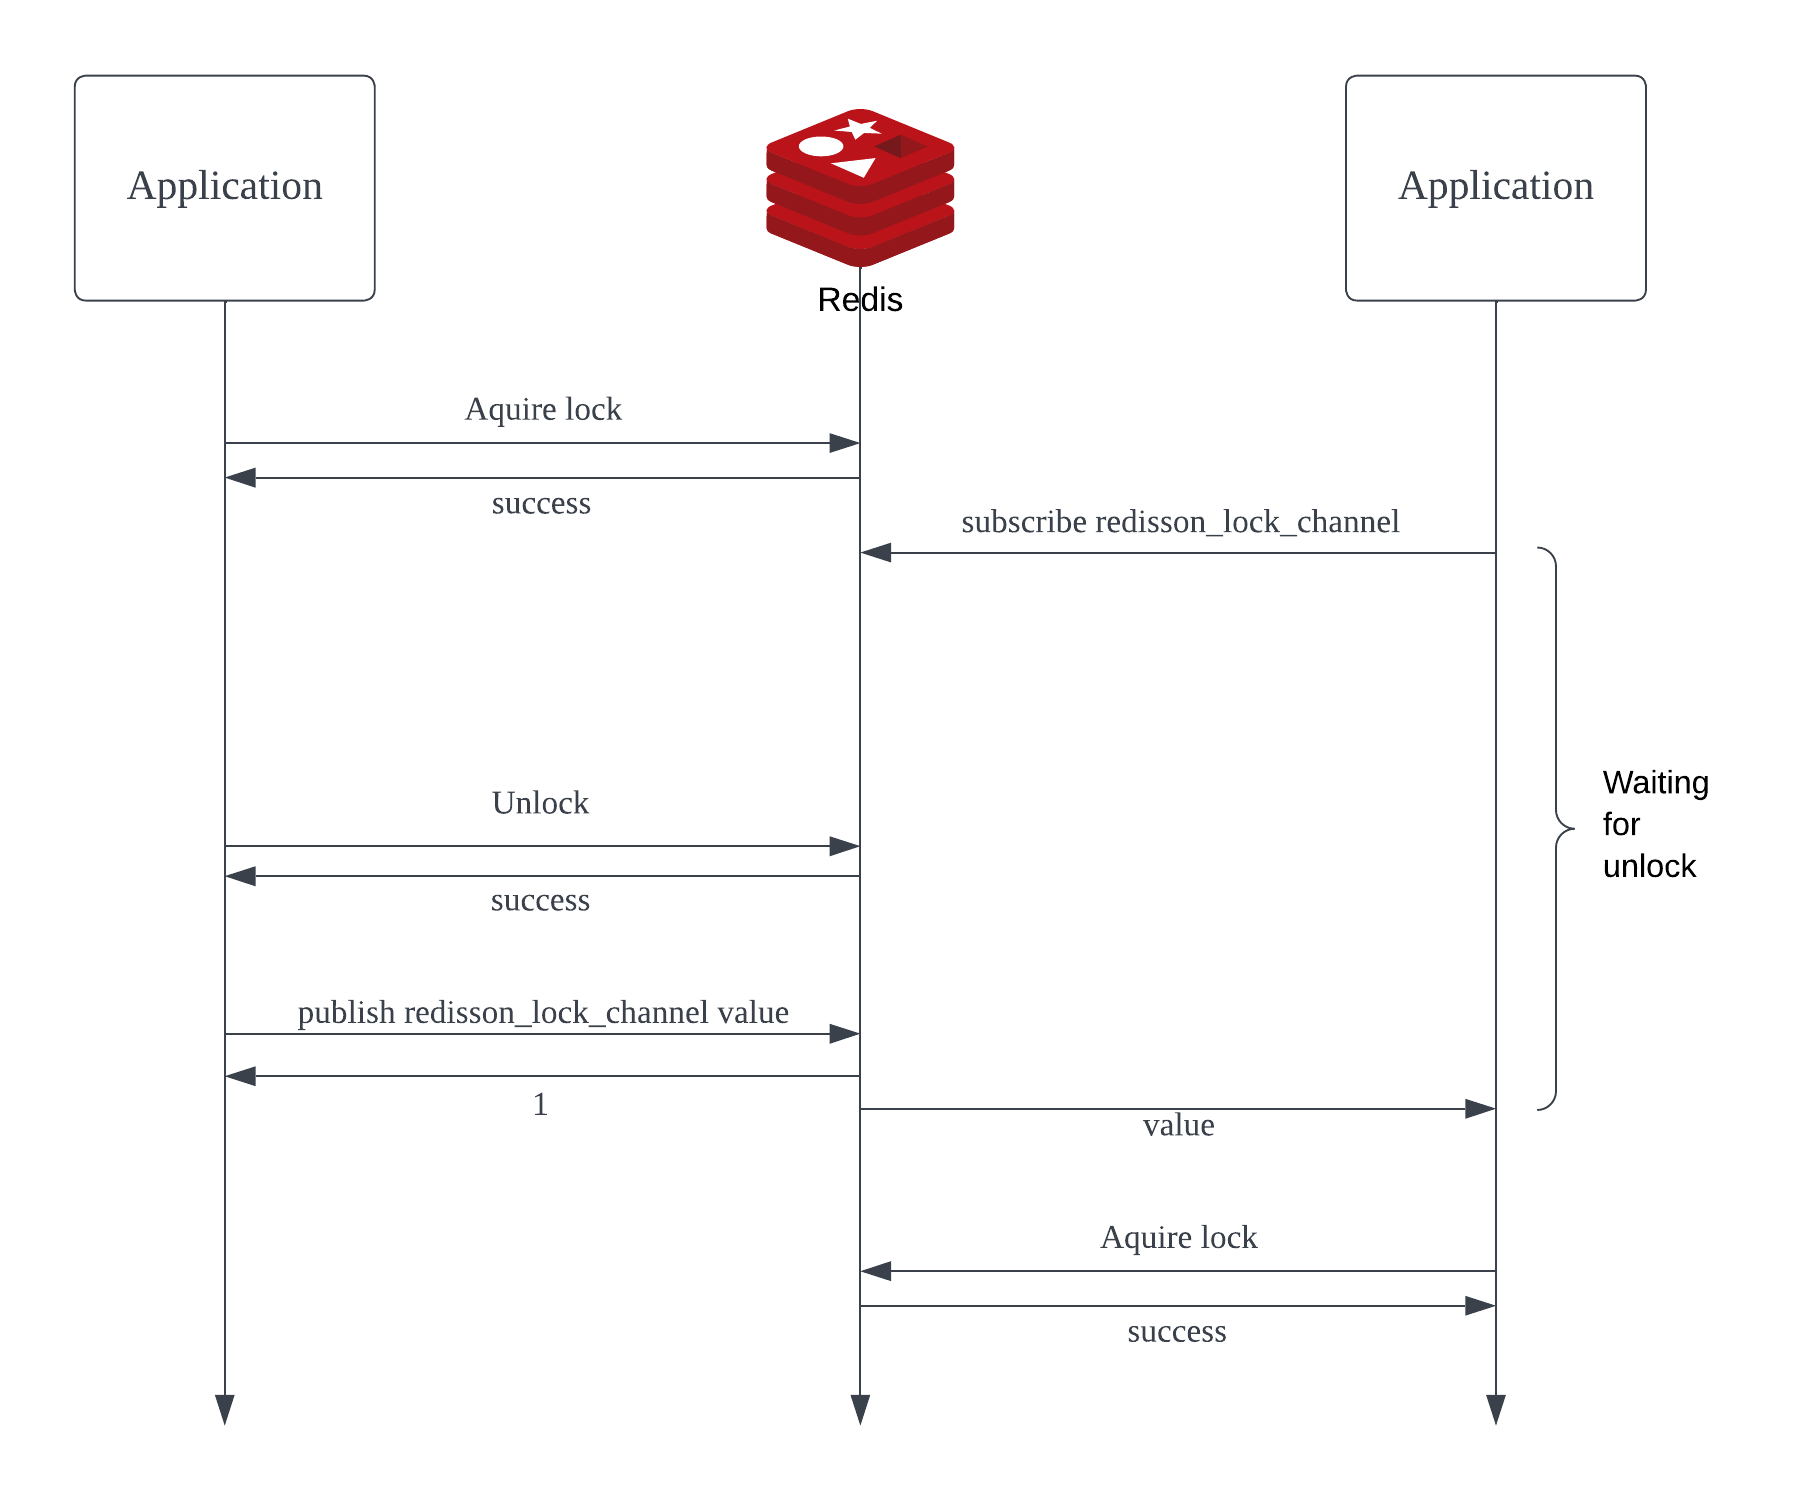 Application
Redis
Application
Aquire lock
success
subscribe redisson_lock_channel
Waiting
for
unlock
Unlock
success
publish redisson_lock_channel value
1
value
Aquire lock
success